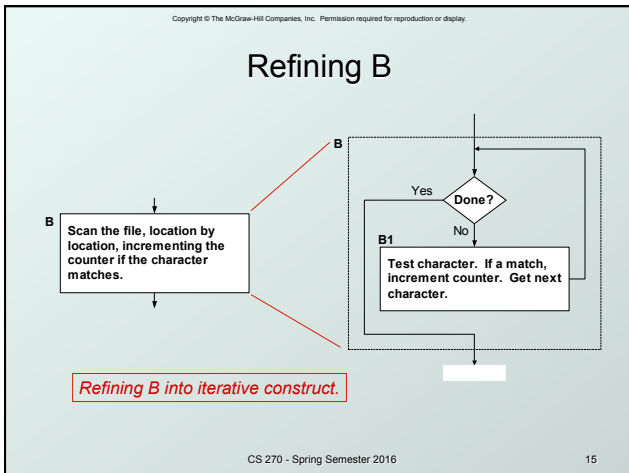 Copyright © The McGraw-Hill Companies, Inc. Permission required for reproduction or display.
Refining B
B
Scan the file, location by
location, incrementing the
counter if the character
matches.
B
Yes
Done?
No
B1
Test character. If a match,
increment counter. Get next
character.
Refining B into iterative construct.
CS 270 - Spring Semester 2016
15